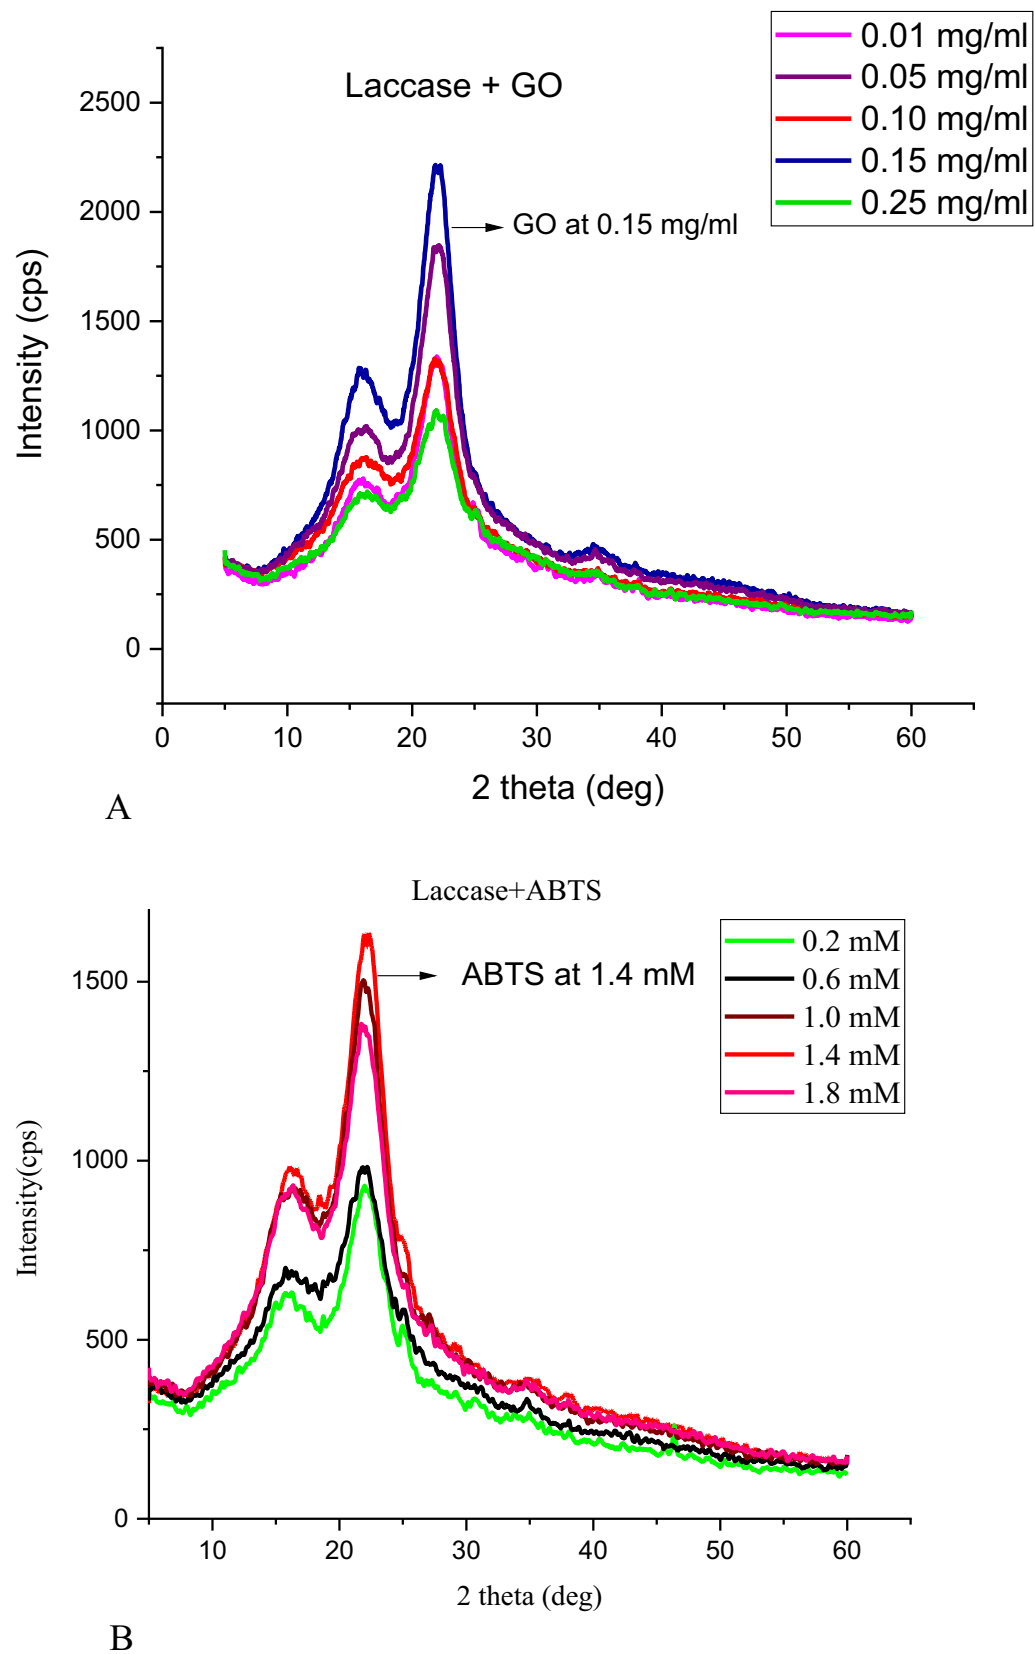 0.01 mg/ml
0.05 mg/ml
0.10 mg/ml
0.15 mg/ml
0.25 mg/ml
Laccase + GO
GO at 0.15 mg/ml
Intensity (cps)
2500
2000
1500
1000
500
0
0 10 20 30 40 50 60
2 theta (deg)
A
Laccase+ABTS
ABTS at 1.4 mM
0.2 mM
0.6 mM
1.0 mM
1.4 mM
1.8 mM
Intensity(cps)
1500
1000
500
0
10 20 30 40 50 60
2 theta (deg)
B